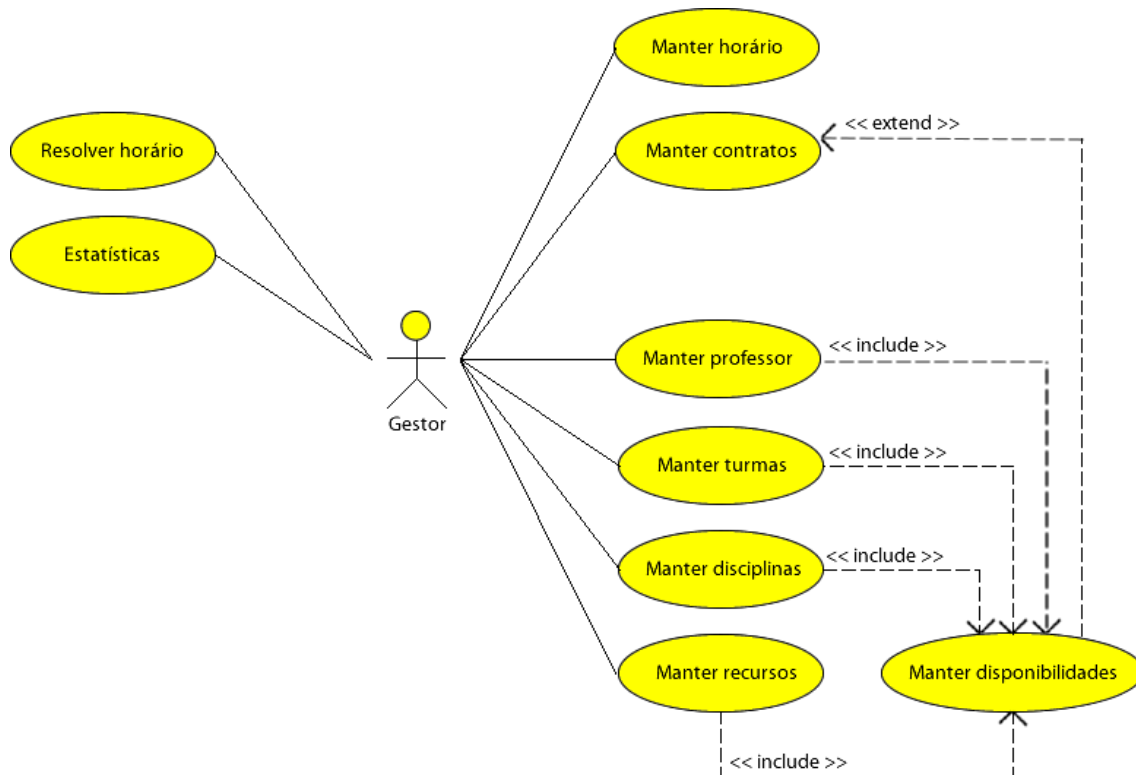 Manter horário
<< extend >>
Resolver horário
Manter contratos
Estatísticas
Manter professor
<< include >>
Gestor
Manter turmas
<< include >>
Manter disciplinas
<< include >>
Manter recursos
Manter disponibilidades
<< include >>